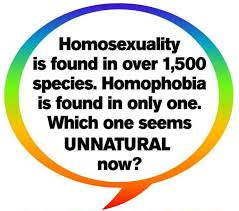 Homosexuality
is found in over 1,500
species. Homophobia
is found in only one.
Which one seems
UNNATURAL
now?